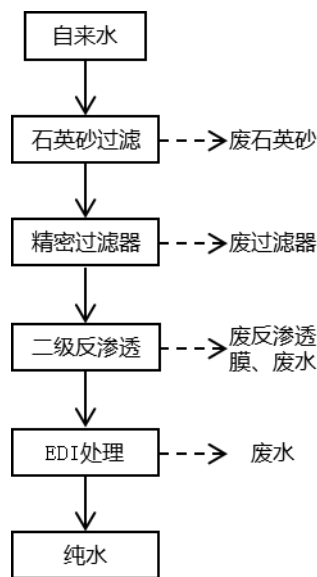 自来水
石英砂过滤
废石英砂
精密过滤器
废过滤器
二级反渗透
废反渗透
膜、废水
EDI处理
废水
纯水